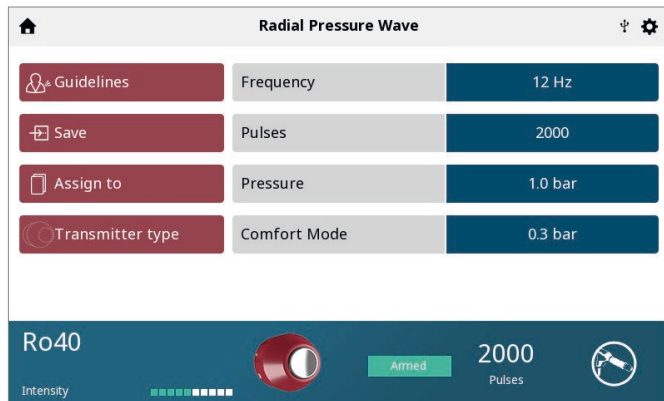 Radial Pressure Wave
Guidelines
Frequency
12 Hz
Save
Pulses
2000
Assign to
Pressure
1.0 bar
Transmitter type
Comfort Mode
0.3 bar
Ro40
Armed
2000
Pulses
Intensity